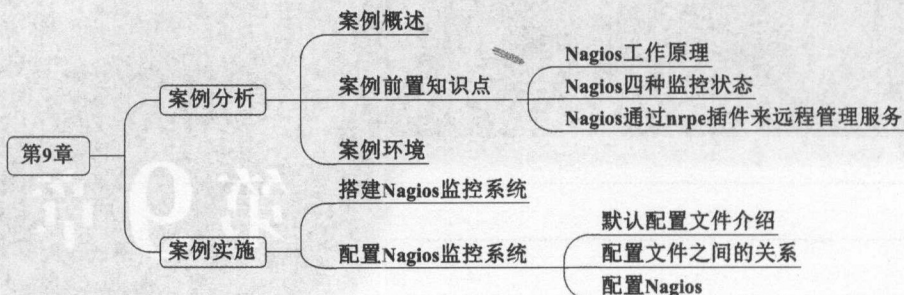 案例概述
Nagios工作原理
案例分析
案例前置知识点
Nagios四种监控状态
Nagios通过nrpe插件来远程管理服务
第9章
案例环境
搭建Nagios监控系统
默认配置文件介绍
案例实施
配置Nagios监控系统
配置文件之间的关系
配置Nagios